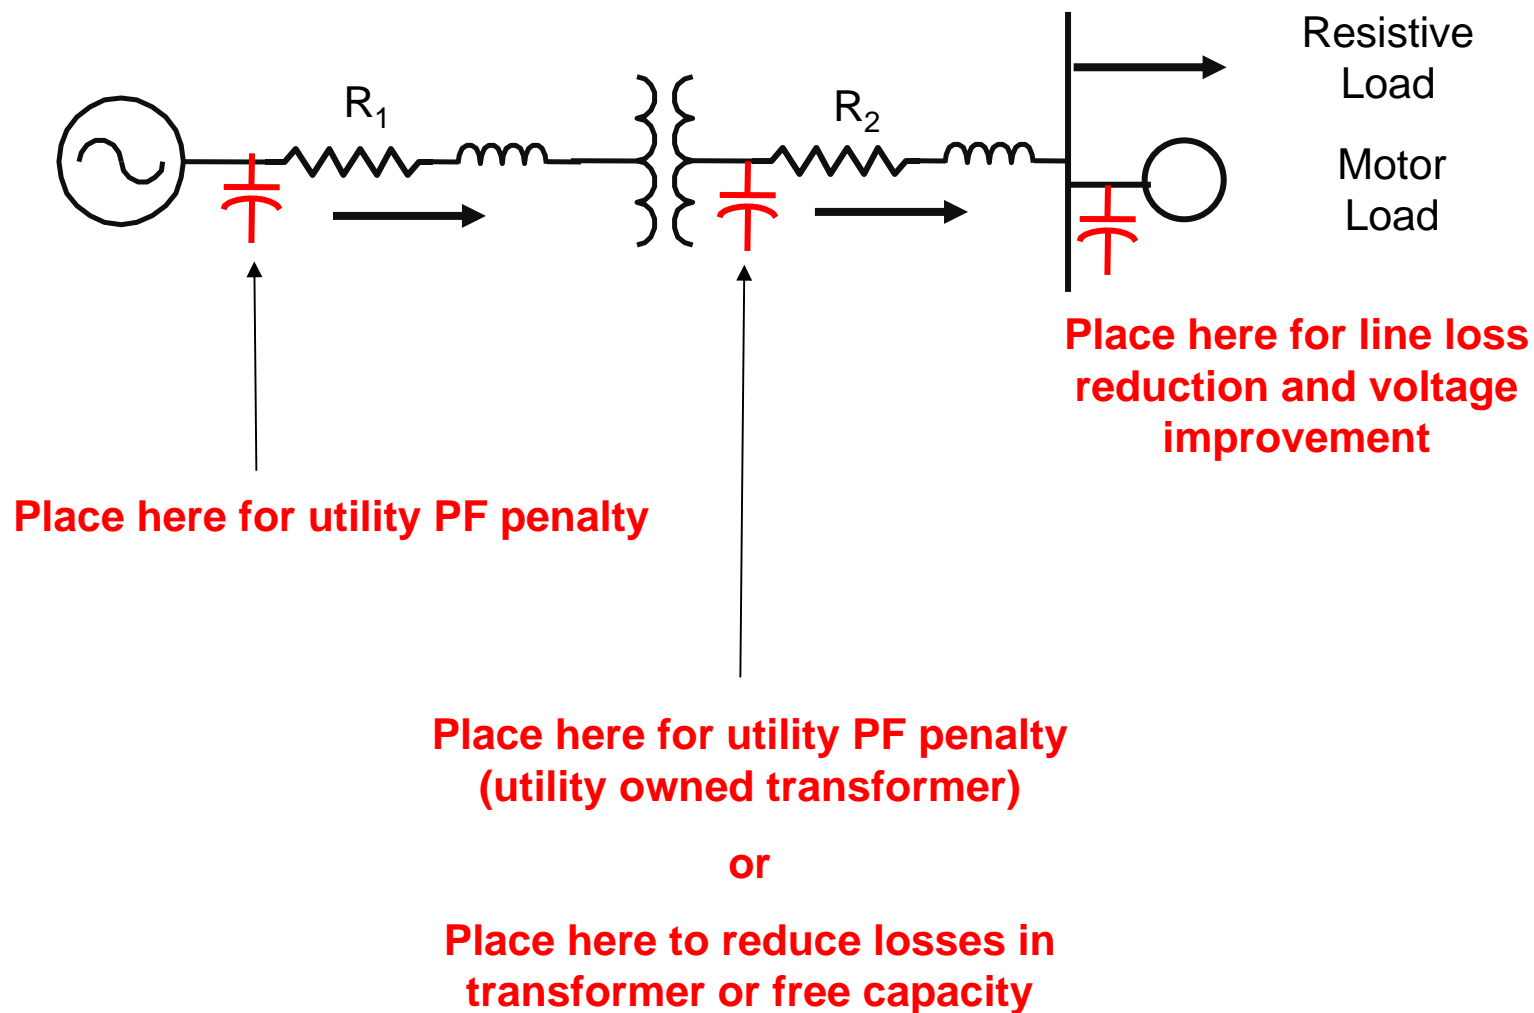 Resistive
Load
R1
R2
Motor
Load
Place here for line loss
reduction and voltage
improvement
Place here for utility PF penalty
Place here for utility PF penalty
(utility owned transformer)
or
Place here to reduce losses in
transformer or free capacity